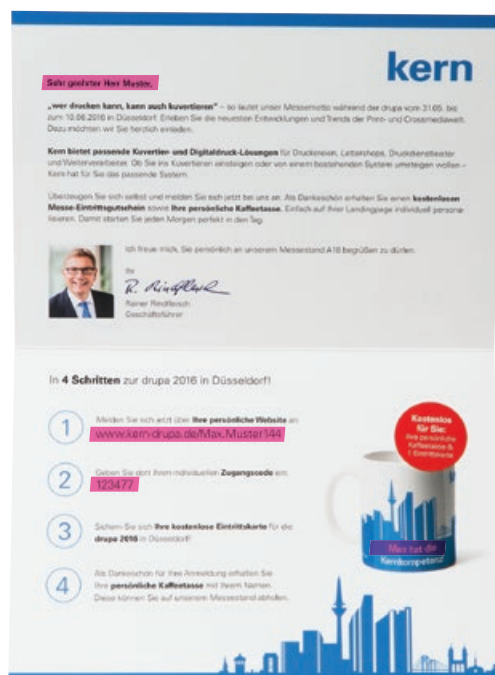 kern
Sehr geehrter Herr Muster,
„wer drucken kann, kann auch kuvertieren" – so lautet unser Messemotto während der drupa vom 31.05. bis
zum 10.06.2016 in Düsseldorf. Erleben Sie die neuesten Entwicklungen und Trends der Print- und Crossmediawelt.
Dazu möchten wir Sie herzlich einladen.
Kern bietet passende Kuvertier- und Digitaldruck-Lösungen für Druckereien, Lettershops, Druckdienstleister
und Weiterverarbeiter. Ob Sie ins Kuvertieren einsteigen oder von einem bestehenden System umsteigen wollen –
Kern hat für Sie das passende System.
Überzeugen Sie sich selbst und melden Sie sich jetzt bei uns an. Als Dankeschön erhalten Sie einen kostenlosen
Messe-Eintrittsgutschein sowie Ihre persönliche Kaffeetasse. Einfach auf Ihrer Landingpage individuell persona-
lisieren. Damit starten Sie jeden Morgen perfekt in den Tag.
Ich freue mich, Sie persönlich an unserem Messestand A18 begrüßen zu dürfen.
Ihr
R. Rindfleisch
Rainer Rindfleisch
Geschäftsführer
In 4 Schritten zur drupa 2016 in Düsseldorf!
1
Melden Sie sich jetzt über Ihre persönliche Website an:
www.kern-drupa.de/Max.Muster144
2
Geben Sie dort Ihren individuellen Zugangscode ein:
123477
3
Sichern Sie sich Ihre kostenlose Eintrittskarte für die
drupa 2016 in Düsseldorf!
4
Als Dankeschön für Ihre Anmeldung erhalten Sie
Ihre persönliche Kaffeetasse mit Ihrem Namen.
Diese können Sie auf unserem Messestand abholen.
Kostenlos
für Sie:
Ihre persönliche
Kaffeetasse &
1 Eintrittskarte
Max hat die
Kernkompetenz!